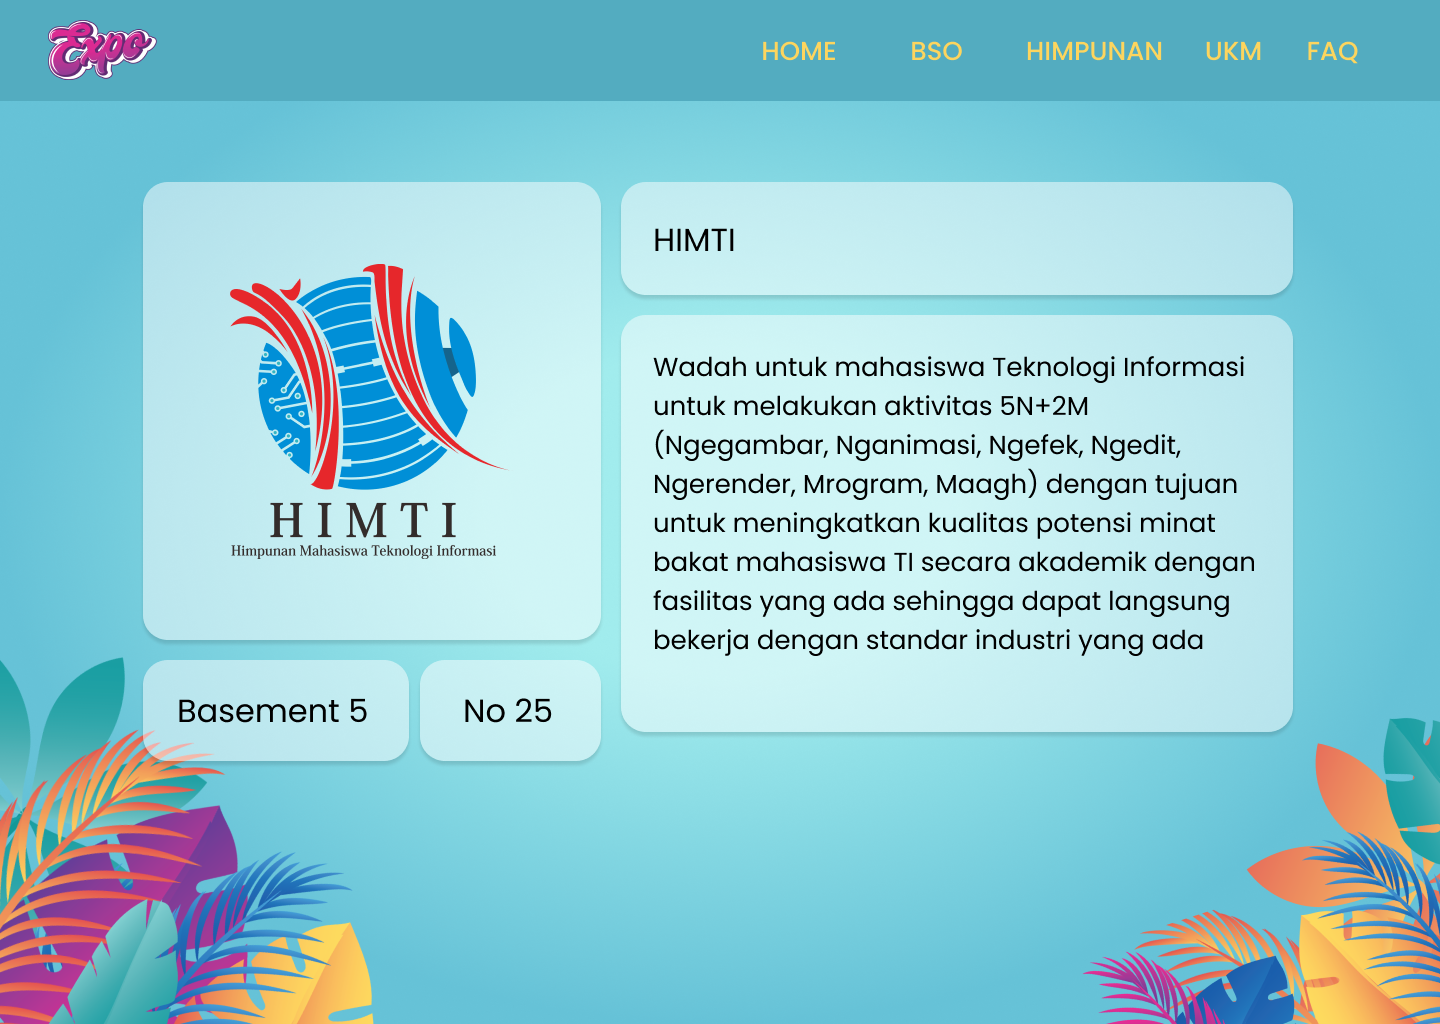 Expo
HOME BSO HIMPUNAN UKM FAQ
HIMTI
Himpunan Mahasiswa Teknologi Informasi
Basement 5
No 25
HIMTI
Wadah untuk mahasiswa Teknologi Informasi
untuk melakukan aktivitas 5N+2M
(Ngegambar, Nganimasi, Ngefek, Ngedit,
Ngerender, Mrogram, Maagh) dengan tujuan
untuk meningkatkan kualitas potensi minat
bakat mahasiswa TI secara akademik dengan
fasilitas yang ada sehingga dapat langsung
bekerja dengan standar industri yang ada